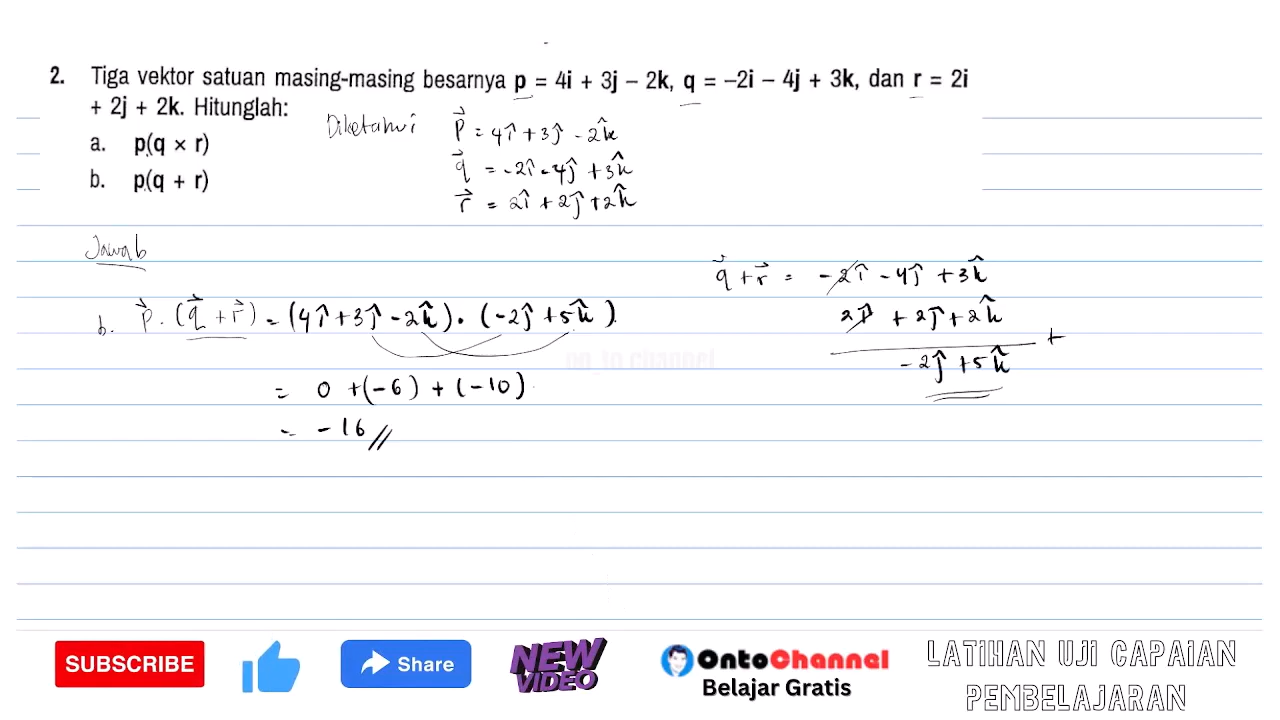 2. Tiga vektor satuan masing-masing besarnya p = 4i + 3j – 2k, q = –2i – 4j + 3k, dan r = 2i
+ 2j + 2k. Hitunglah:
a. p(q × r)
b. p(q + r)
Diketahui p⃗ = 4î + 3ĵ - 2k̂
q⃗ = -2î - 4ĵ + 3k̂
r⃗ = 2î + 2ĵ + 2k̂
Jawab
b. p⃗ . (q⃗ + r⃗) = (4î + 3ĵ - 2k̂) . (-2ĵ + 5k̂)
= 0 + (-6) + (-10)
= -16 //
q⃗ + r⃗ = -2î - 4ĵ + 3k̂
2î + 2ĵ + 2k̂
+
-2ĵ + 5k̂
SUBSCRIBE
Share
NEW
VIDEO
OntoChannel
Belajar Gratis
LATIHAN UJI CAPAIAN
PEMBELAJARAN